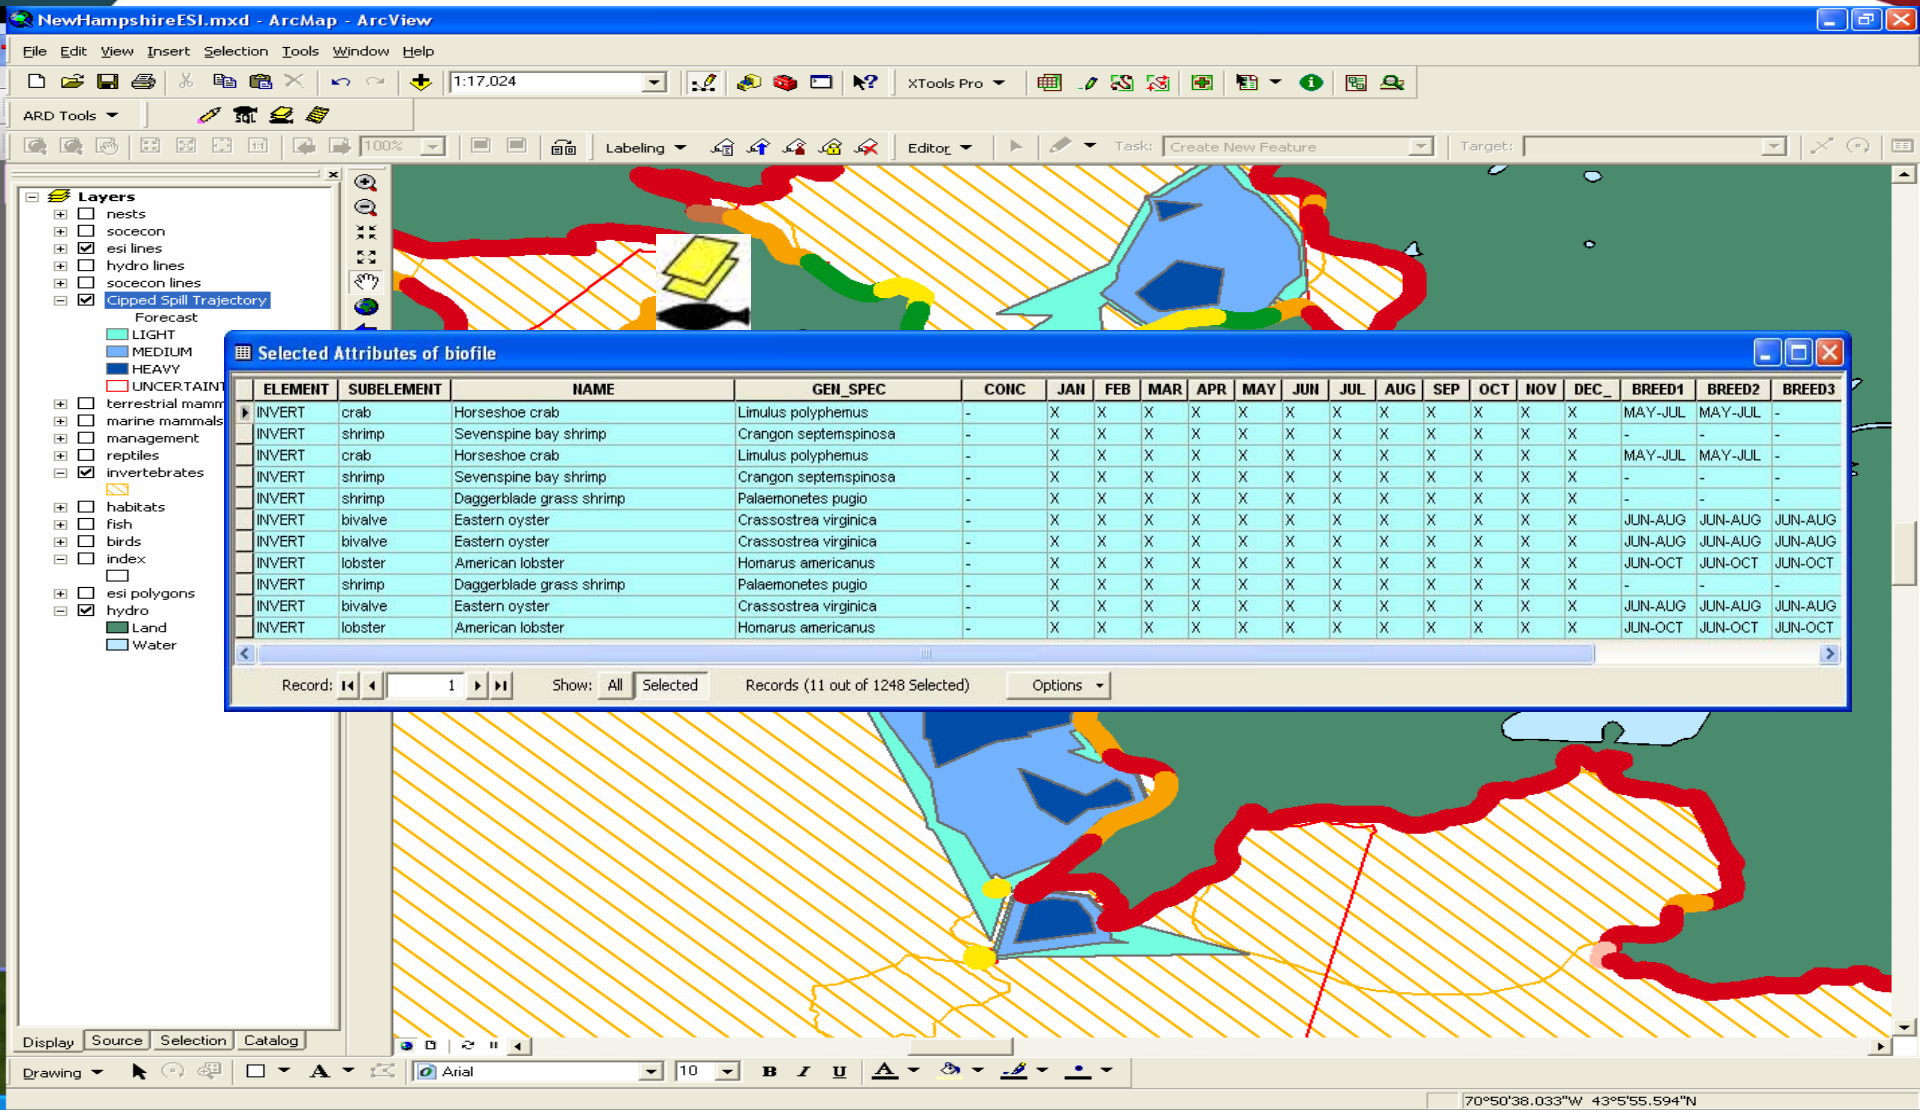 NewHampshireESI.mxd - ArcMap - ArcView
File Edit View Insert Selection Tools Window Help
1:17,024 XTools Pro
ARD Tools SQL
100% Labeling Editor Task: Create New Feature Target:
Layers
nests
socecon
esi lines
hydro lines
socecon lines
Cipped Spill Trajectory
Forecast
LIGHT
MEDIUM
HEAVY
UNCERTAINT
terrestrial mamm
marine mammals
management
reptiles
invertebrates
habitats
fish
birds
index
esi polygons
hydro
Land
Water
Selected Attributes of biofile
ELEMENT SUBELEMENT NAME GEN_SPEC CONC JAN FEB MAR APR MAY JUN JUL AUG SEP OCT NOV DEC_ BREED1 BREED2 BREED3
INVERT crab Horseshoe crab Limulus polyphemus - X X X X X X X X X X X X MAY-JUL MAY-JUL -
INVERT shrimp Sevenspine bay shrimp Crangon septemspinosa - X X X X X X X X X X X X - - -
INVERT crab Horseshoe crab Limulus polyphemus - X X X X X X X X X X X X MAY-JUL MAY-JUL -
INVERT shrimp Sevenspine bay shrimp Crangon septemspinosa - X X X X X X X X X X X X - - -
INVERT shrimp Daggerblade grass shrimp Palaemonetes pugio - X X X X X X X X X X X X - - -
INVERT bivalve Eastern oyster Crassostrea virginica - X X X X X X X X X X X X JUN-AUG JUN-AUG JUN-AUG
INVERT bivalve Eastern oyster Crassostrea virginica - X X X X X X X X X X X X JUN-AUG JUN-AUG JUN-AUG
INVERT lobster American lobster Homarus americanus - X X X X X X X X X X X X JUN-OCT JUN-OCT JUN-OCT
INVERT shrimp Daggerblade grass shrimp Palaemonetes pugio - X X X X X X X X X X X X - - -
INVERT bivalve Eastern oyster Crassostrea virginica - X X X X X X X X X X X X JUN-AUG JUN-AUG JUN-AUG
INVERT lobster American lobster Homarus americanus - X X X X X X X X X X X X JUN-OCT JUN-OCT JUN-OCT
Record: 1 Show: All Selected Records (11 out of 1248 Selected) Options
Display Source Selection Catalog
Drawing A Arial 10 B I U A
70°50'38.033"W 43°5'55.594"N